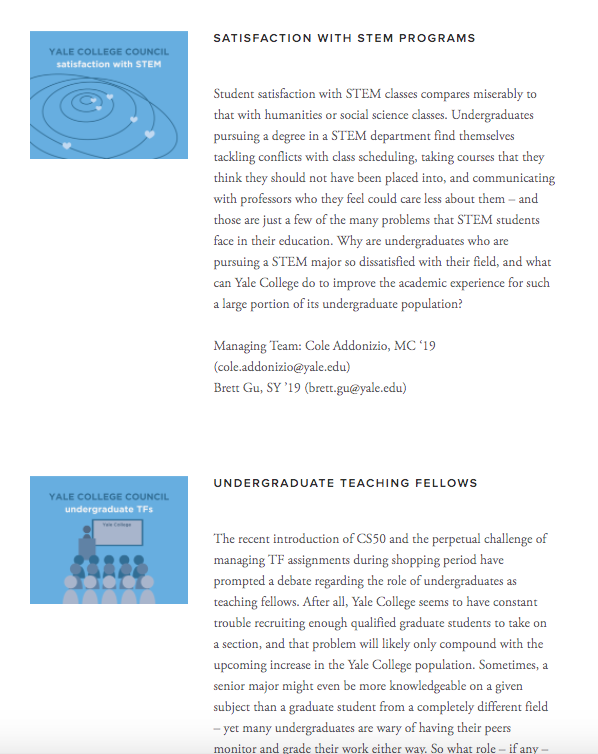 YALE COLLEGE COUNCIL
satisfaction with STEM
SATISFACTION WITH STEM PROGRAMS
Student satisfaction with STEM classes compares miserably to
that with humanities or social science classes. Undergraduates
pursuing a degree in a STEM department find themselves
tackling conflicts with class scheduling, taking courses that they
think they should not have been placed into, and communicating
with professors who they feel could care less about them – and
those are just a few of the many problems that STEM students
face in their education. Why are undergraduates who are
pursuing a STEM major so dissatisfied with their field, and what
can Yale College do to improve the academic experience for such
a large portion of its undergraduate population?
Managing Team: Cole Addonizio, MC ‘19
(cole.addonizio@yale.edu)
Brett Gu, SY ’19 (brett.gu@yale.edu)
YALE COLLEGE COUNCIL
undergraduate TFs
Yale College
UNDERGRADUATE TEACHING FELLOWS
The recent introduction of CS50 and the perpetual challenge of
managing TF assignments during shopping period have
prompted a debate regarding the role of undergraduates as
teaching fellows. After all, Yale College seems to have constant
trouble recruiting enough qualified graduate students to take on
a section, and that problem will likely only compound with the
upcoming increase in the Yale College population. Sometimes, a
senior major might even be more knowledgeable on a given
subject than a graduate student from a completely different field
– yet many undergraduates are wary of having their peers
monitor and grade their work either way. So what role – if any –